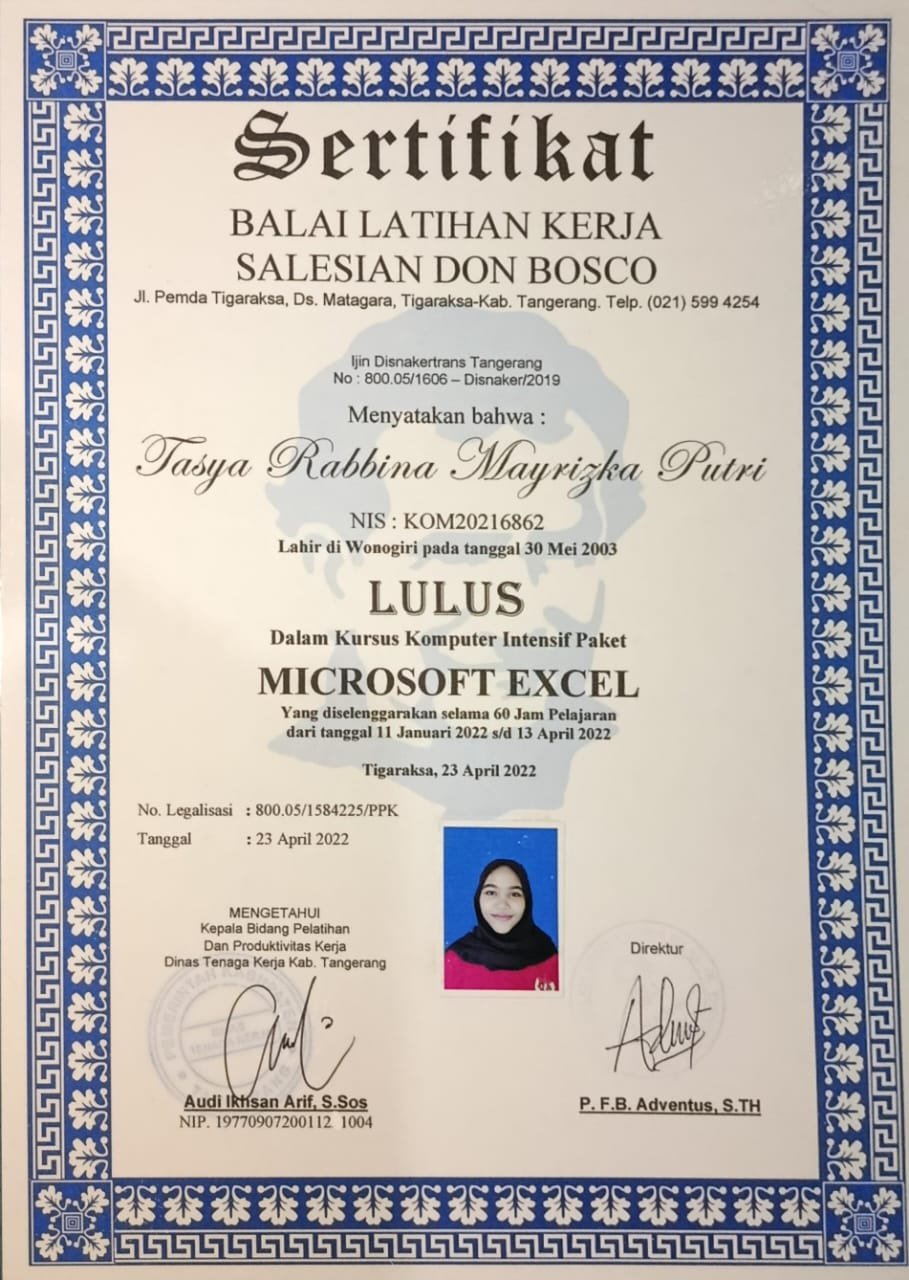 Sertifikat
BALAI LATIHAN KERJA
SALESIAN DON BOSCO
Jl. Pemda Tigaraksa, Ds. Matagara, Tigaraksa-Kab. Tangerang. Telp. (021) 599 4254
Ijin Disnakertrans Tangerang
No : 800.05/1606 – Disnaker/2019
Menyatakan bahwa :
Tasya Rabbina Mayrizka Putri
NIS : KOM20216862
Lahir di Wonogiri pada tanggal 30 Mei 2003
LULUS
Dalam Kursus Komputer Intensif Paket
MICROSOFT EXCEL
Yang diselenggarakan selama 60 Jam Pelajaran
dari tanggal 11 Januari 2022 s/d 13 April 2022
Tigaraksa, 23 April 2022
No. Legalisasi : 800.05/1584225/PPK
Tanggal : 23 April 2022
MENGETAHUI
Kepala Bidang Pelatihan
Dan Produktivitas Kerja
Dinas Tenaga Kerja Kab. Tangerang
Audi Ikhsan Arif, S.Sos
NIP. 19770907200112 1004
Direktur
P. F.B. Adventus, S.TH